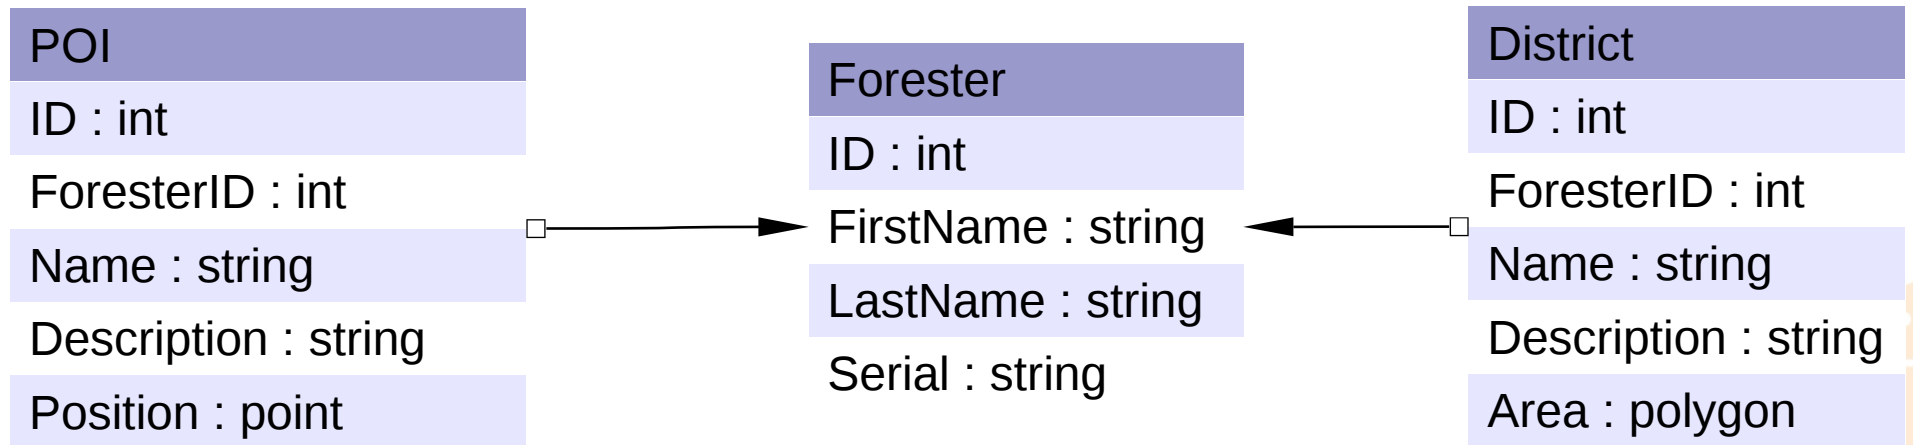 POI
ID : int
ForesterID : int
Name : string
Description : string
Position : point
Forester
ID : int
FirstName : string
LastName : string
Serial : string
District
ID : int
ForesterID : int
Name : string
Description : string
Area : polygon